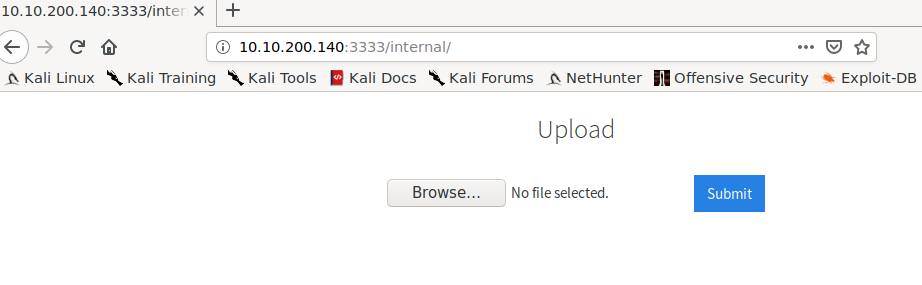 10.10.200.140:3333/inter
10.10.200.140:3333/internal/
Kali Linux Kali Training Kali Tools Kali Docs Kali Forums NetHunter Offensive Security Exploit-DB
Upload
Browse... No file selected. Submit